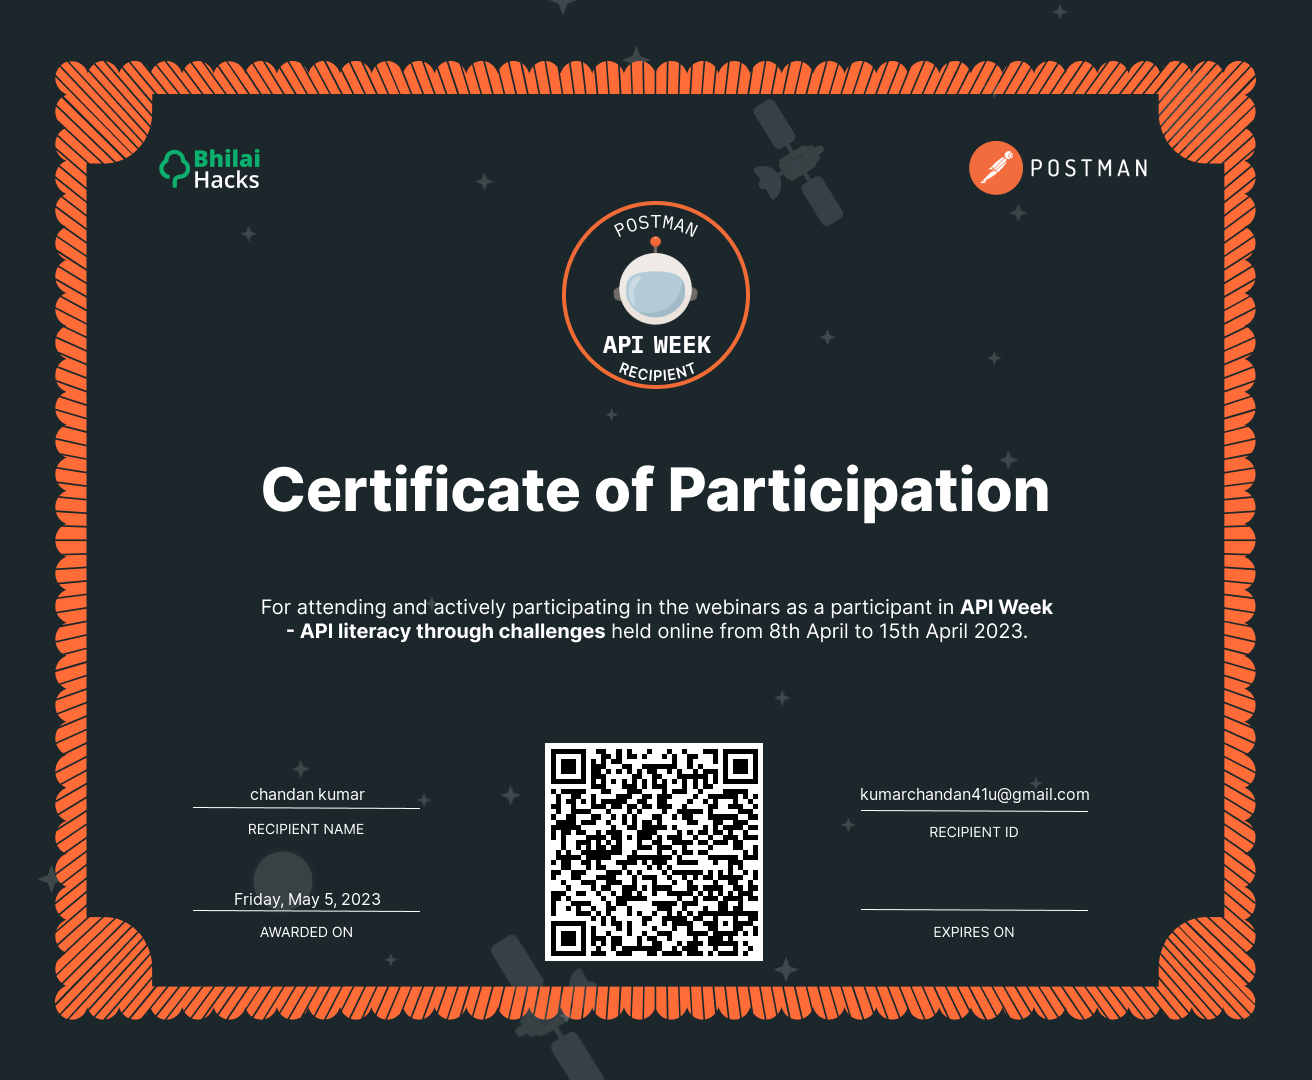 Bhilai
Hacks
POSTMAN
POSTMAN
API WEEK
RECIPIENT
Certificate of Participation
For attending and actively participating in the webinars as a participant in API Week
- API literacy through challenges held online from 8th April to 15th April 2023.
chandan kumar
RECIPIENT NAME
kumarchandan41u@gmail.com
RECIPIENT ID
Friday, May 5, 2023
AWARDED ON
EXPIRES ON